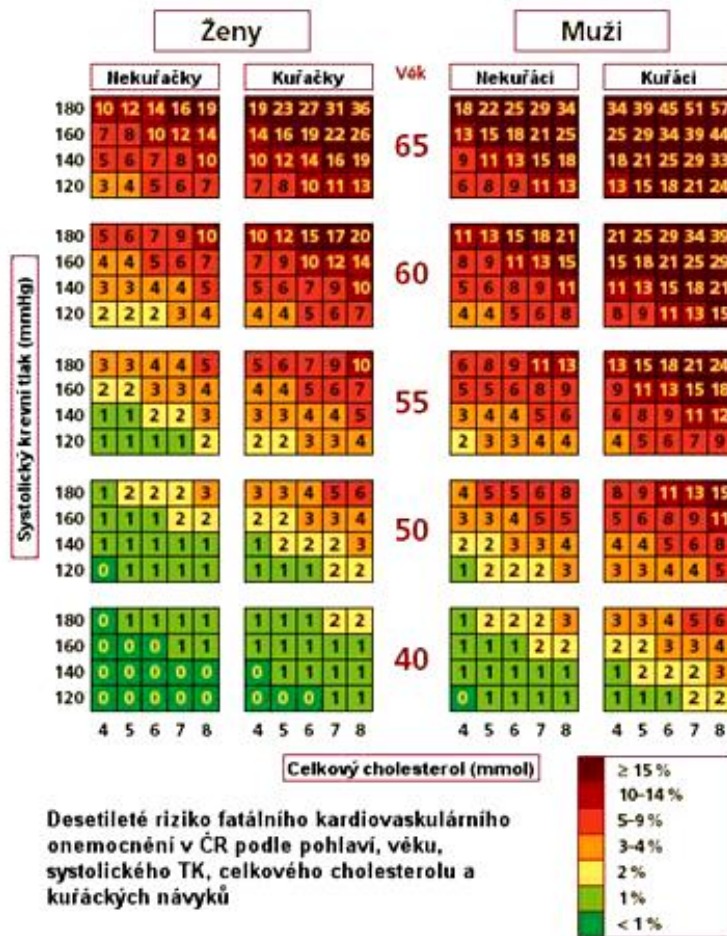 Ženy Muži
Nekuřačky Kuřačky Věk Nekuřáci Kuřáci
180 10 12 14 16 19 19 23 27 31 36 18 22 25 29 34 34 39 45 51 57
160 7 8 10 12 14 14 16 19 22 26 13 15 18 21 25 25 29 34 39 44
65
140 5 6 7 8 10 10 12 14 16 19 9 11 13 15 18 18 21 25 29 33
120 3 4 5 6 7 7 8 10 11 13 6 8 9 11 13 13 15 18 21 24
180 5 6 7 9 10 10 12 15 17 20 11 13 15 18 21 21 25 29 34 39
160 4 4 5 6 7 7 9 10 12 14 8 9 11 13 15 15 18 21 25 29
60
140 3 3 4 4 5 5 6 7 9 10 5 6 8 9 11 11 13 15 18 21
120 2 2 2 3 4 4 4 5 6 7 4 4 5 6 8 8 9 11 13 15
Systolický krevní tlak (mmHg)
180 3 3 4 4 5 5 6 7 9 10 6 8 9 11 13 13 15 18 21 24
160 2 2 3 3 4 4 4 5 6 7 5 5 6 8 9 9 11 13 15 18
55
140 1 1 2 2 3 3 3 4 4 5 3 4 4 5 6 6 8 9 11
120 1 1 1 1 2 2 2 3 3 4 2 3 3 4 4 4 5 6 7 9
180 1 2 2 2 3 3 3 4 5 6 4 5 5 6 8 8 9 11 13
160 1 1 1 2 2 2 2 3 3 4 3 3 4 5 5 5 6 8 9
50
140 1 1 1 1 1 1 2 2 2 3 2 2 3 3 4 4 4 5 6 8
120 0 1 1 1 1 1 1 1 2 2 1 2 2 2 3 3 3 4 4 5
180 0 1 1 1 1 1 1 1 2 2 1 2 2 2 3 3 3 4 5 6
160 0 0 0 1 1 1 1 1 1 1 1 1 1 2 2 2 2 3 3 4
40
140 0 0 0 0 0 0 1 1 1 1 1 1 1 1 1 1 2 2 2 3
120 0 0 0 0 0 0 0 0 1 1 0 1 1 1 1 1 1 1 2 2
4 5 6 7 8 4 5 6 7 8 4 5 6 7 8 4 5 6 7 8
Celkový cholesterol (mmol)
Desetileté riziko fatálního kardiovaskulárního
onemocnění v ČR podle pohlaví, věku,
systolického TK, celkového cholesterolu a
kuřáckých návyků
≥ 15 %
10–14 %
5–9 %
3–4 %
2 %
1 %
< 1 %